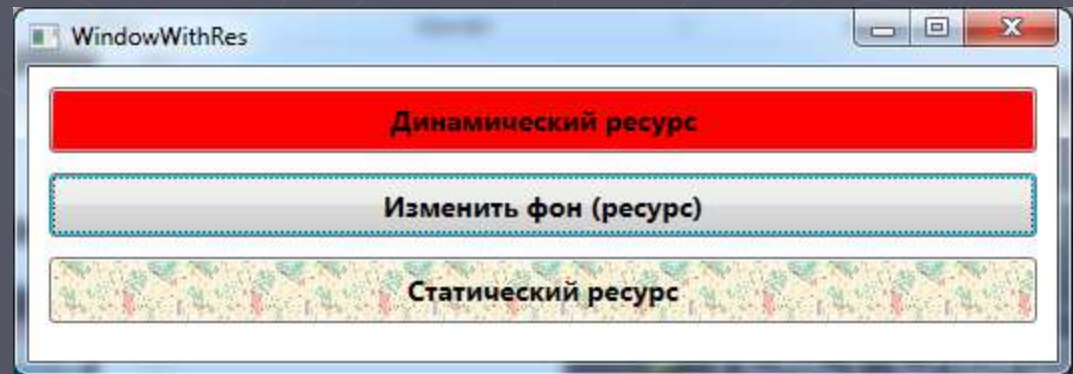 WindowWithRes
Динамический ресурс
Изменить фон (ресурс)
Статический ресурс